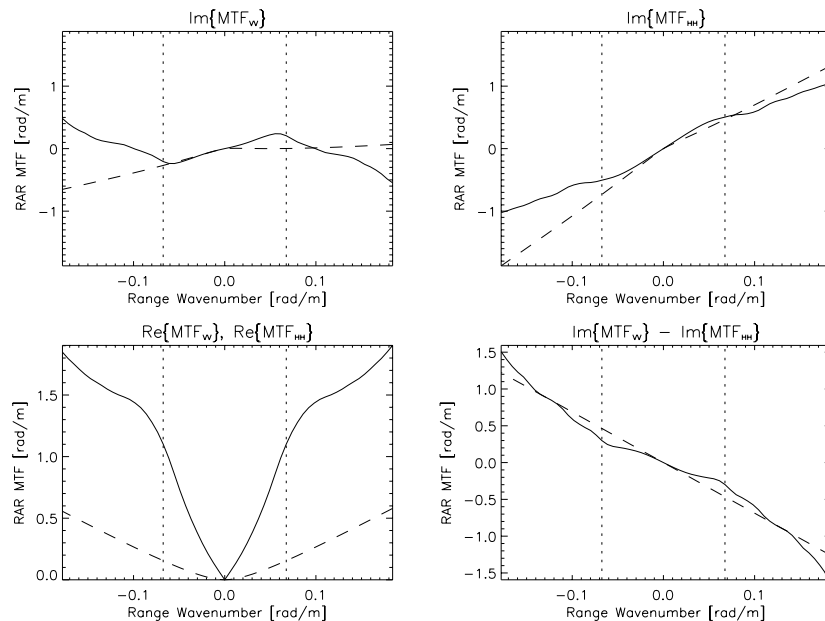 Im{MTF_VV}
RAR MTF [rad/m]
1
0
−1
−0.1
0.0
0.1
Range Wavenumber [rad/m]
Im{MTF_HH}
RAR MTF [rad/m]
1
0
−1
−0.1
0.0
0.1
Range Wavenumber [rad/m]
Re{MTF_VV}, Re{MTF_HH}
RAR MTF [rad/m]
1.5
1.0
0.5
0.0
−0.1
0.0
0.1
Range Wavenumber [rad/m]
Im{MTF_VV} − Im{MTF_HH}
RAR MTF [rad/m]
1.5
1.0
0.5
0.0
−0.5
−1.0
−1.5
−0.1
0.0
0.1
Range Wavenumber [rad/m]